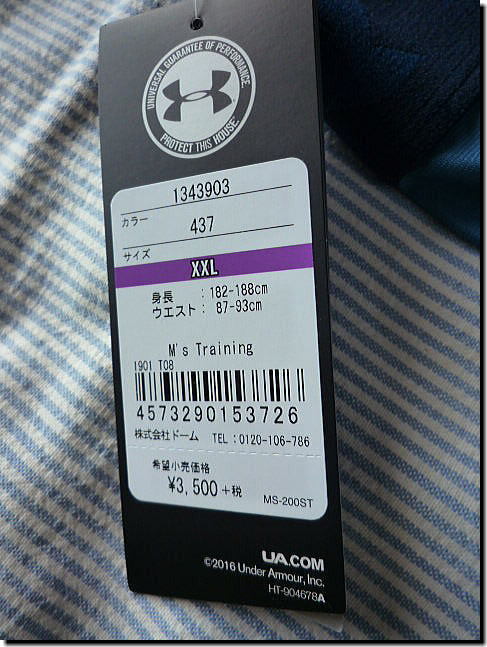 UNIVERSAL GUARANTEE OF PERFORMANCE.
PROTECT THIS HOUSE.
1343903
カラー
437
サイズ
XXL
身長 : 182-188cm
ウエスト : 87-93cm
M's Training
1901 T08
4573290153726
株式会社ドーム TEL:0120-106-786
希望小売価格
¥3,500+税
MS-200ST
UA.COM
©2016 Under Armour, Inc.
HT-904678A